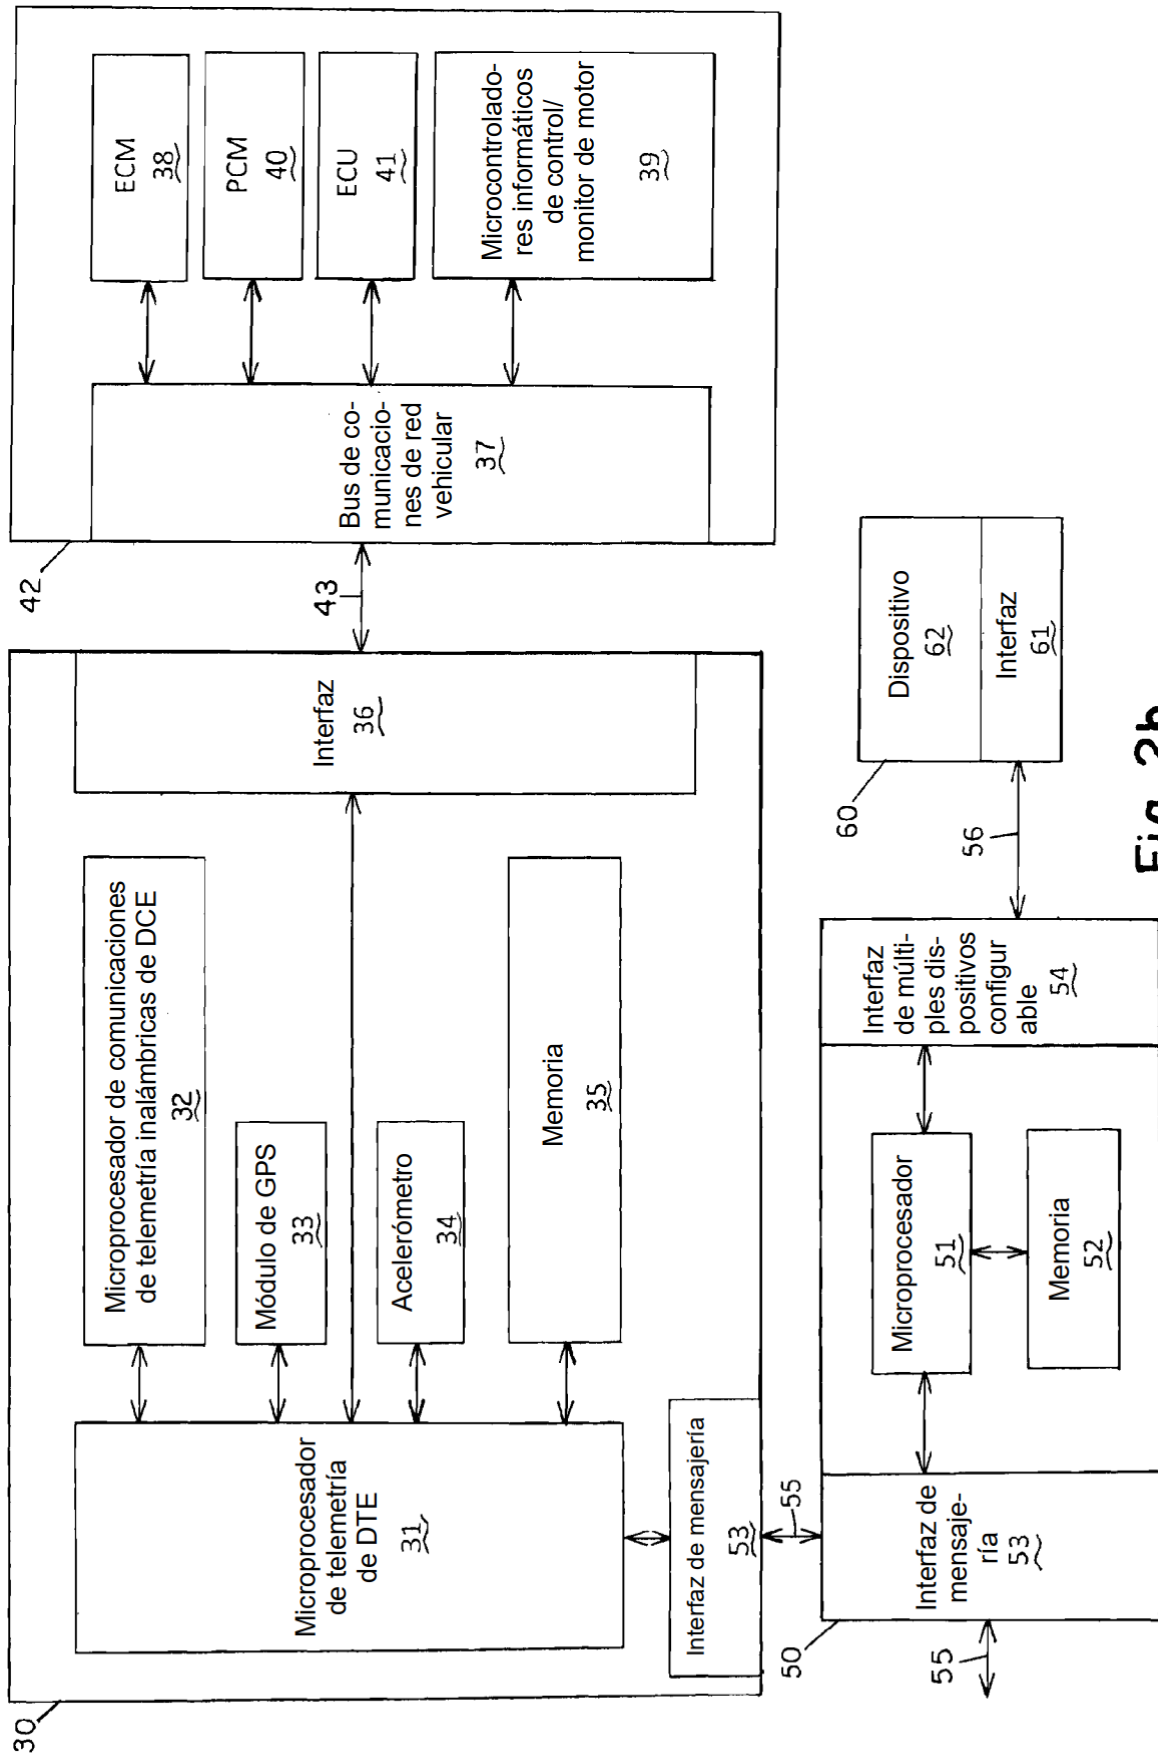 30
42
Microprocesador
de telemetría
de DTE
31
Microprocesador de comunicaciones
de telemetría inalámbricas de DCE
32
Módulo de GPS
33
Acelerómetro
34
Memoria
35
Interfaz
36
43
Bus de co-
municacio-
nes de red
vehicular
37
ECM
38
PCM
40
ECU
41
Microcontrolado-
res informáticos
de control/
monitor de motor
39
Interfaz de mensajería
53
55
50
55
Interfaz de
mensaje-
ría
53
Microprocesador
51
Memoria
52
Interfaz
de múlti-
ples dis-
positivos
configur
able
54
56
60
Dispositivo
62
Interfaz
61
Fig. 2b